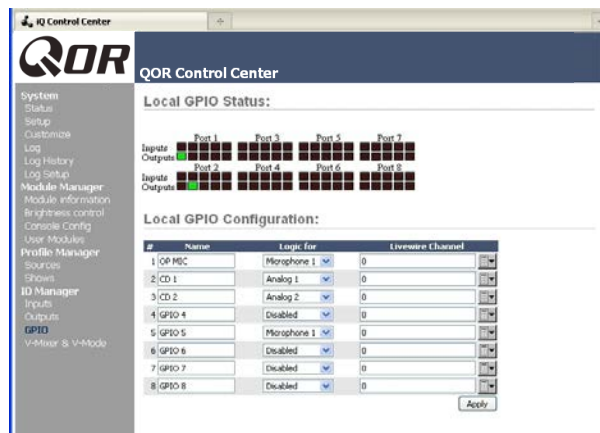 iQ Control Center
QOR
QOR Control Center
System
Status
Setup
Customize
Log
Log History
Log Setup
Module Manager
Module information
Brightness control
Console Config
User Modules
Profile Manager
Sources
Shows
IO Manager
Inputs
Outputs
GPIO
V-Mixer & V-Mode
Local GPIO Status:
Port 1 Port 3 Port 5 Port 7
Inputs
Outputs
Port 2 Port 4 Port 6 Port 8
Inputs
Outputs
Local GPIO Configuration:
# Name Logic for Livewire Channel
1 OP MIC Microphone 1 0
2 CD 1 Analog 1 0
3 CD 2 Analog 2 0
4 GPIO 4 Disabled 0
5 GPIO 5 Microphone 1 0
6 GPIO 6 Disabled 0
7 GPIO 7 Disabled 0
8 GPIO 8 Disabled 0
Apply